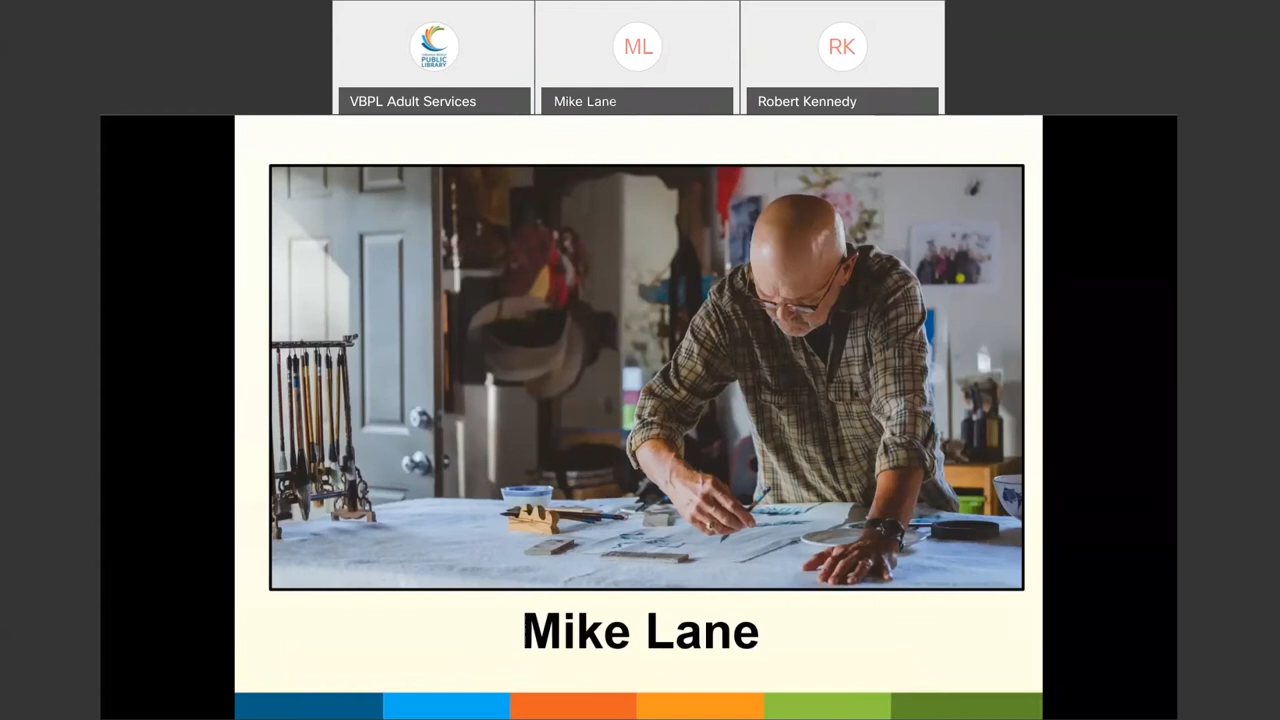 PUBLIC
LIBRARY
ML
RK
VBPL Adult Services
Mike Lane
Robert Kennedy
Mike Lane